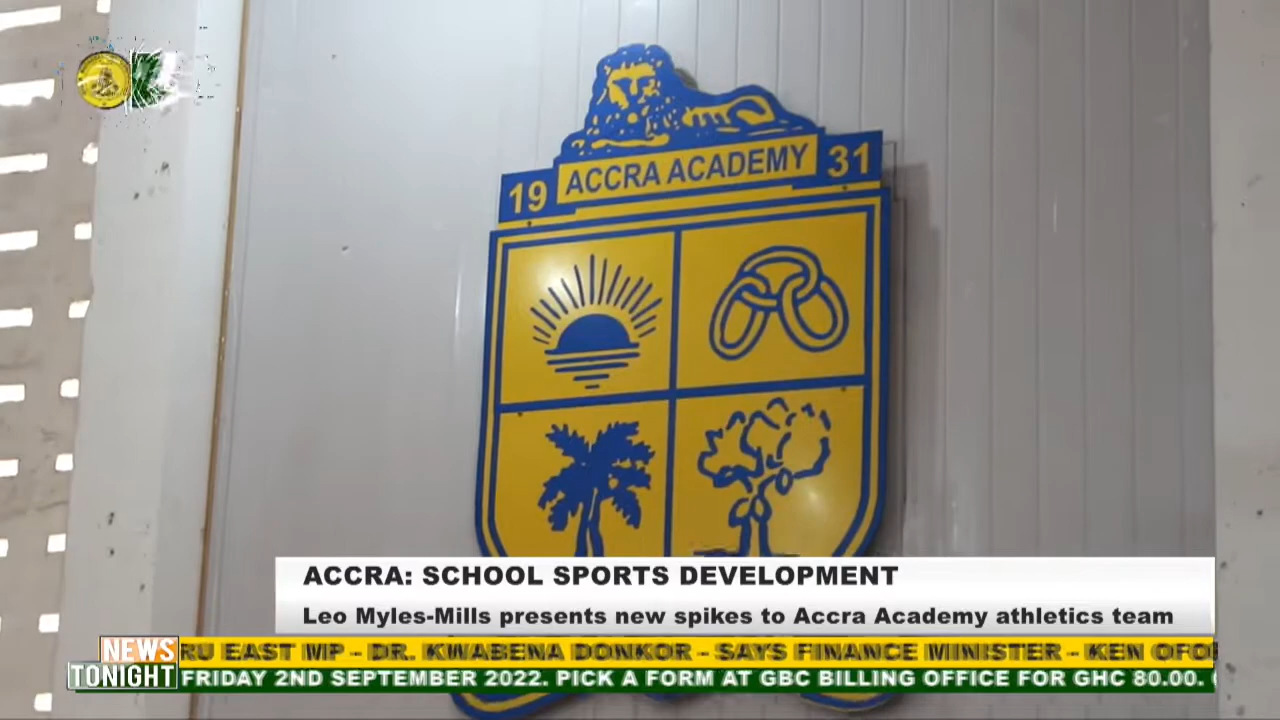 19 ACCRA ACADEMY 31
ACCRA: SCHOOL SPORTS DEVELOPMENT
Leo Myles-Mills presents new spikes to Accra Academy athletics team
NEWS
TONIGHT
RU EAST MP - DR. KWABENA DONKOR - SAYS FINANCE MINISTER - KEN OFO
FRIDAY 2ND SEPTEMBER 2022. PICK A FORM AT GBC BILLING OFFICE FOR GHC 80.00.